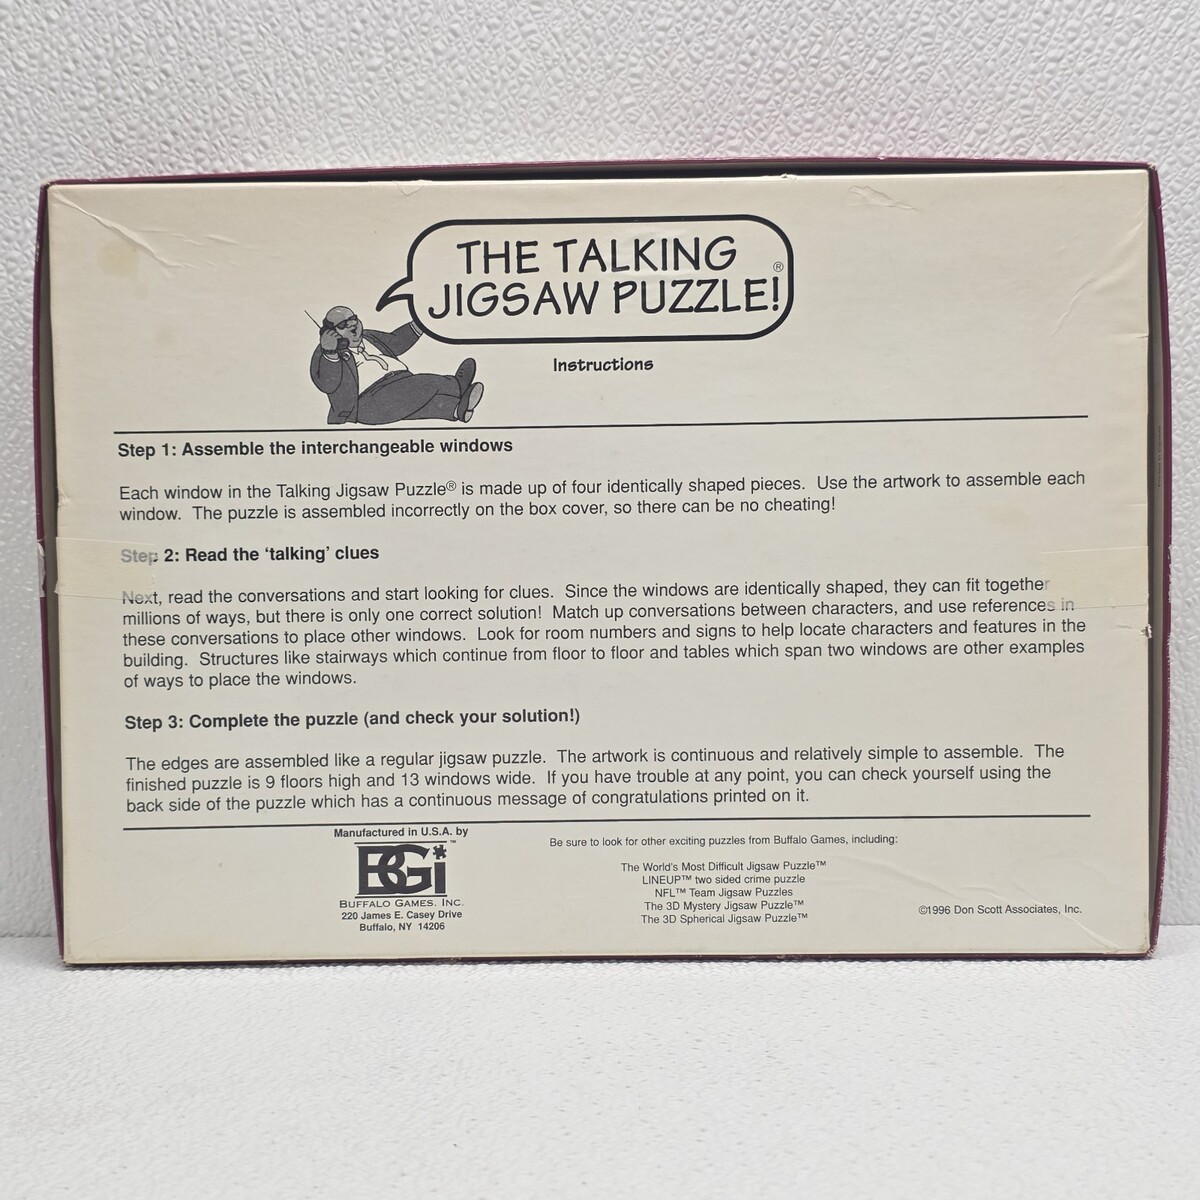 THE TALKING
JIGSAW PUZZLE!®
Instructions
Step 1: Assemble the interchangeable windows
Each window in the Talking Jigsaw Puzzle® is made up of four identically shaped pieces. Use the artwork to assemble each
window. The puzzle is assembled incorrectly on the box cover, so there can be no cheating!
Step 2: Read the ‘talking’ clues
Next, read the conversations and start looking for clues. Since the windows are identically shaped, they can fit together
millions of ways, but there is only one correct solution! Match up conversations between characters, and use references in
these conversations to place other windows. Look for room numbers and signs to help locate characters and features in the
building. Structures like stairways which continue from floor to floor and tables which span two windows are other examples
of ways to place the windows.
Step 3: Complete the puzzle (and check your solution!)
The edges are assembled like a regular jigsaw puzzle. The artwork is continuous and relatively simple to assemble. The
finished puzzle is 9 floors high and 13 windows wide. If you have trouble at any point, you can check yourself using the
back side of the puzzle which has a continuous message of congratulations printed on it.
Manufactured in U.S.A. by
BGi™
BUFFALO GAMES, INC.
220 James E. Casey Drive
Buffalo, NY 14206
Be sure to look for other exciting puzzles from Buffalo Games, including:
The World's Most Difficult Jigsaw Puzzle™
LINEUP™ two sided crime puzzle
NFL™ Team Jigsaw Puzzles
The 3D Mystery Jigsaw Puzzle™
The 3D Spherical Jigsaw Puzzle™
©1996 Don Scott Associates, Inc.